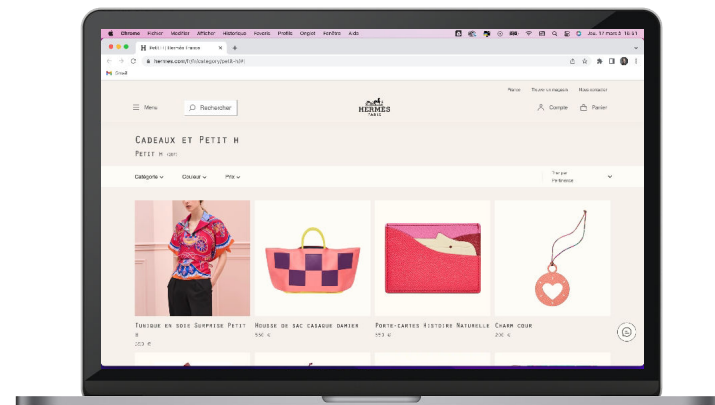 Chrome Fichier Modifier Afficher Historique Favoris Profils Onglet Fenêtre Aide
hermes.com/fr/fr/category/petit-h/#|
Gmail
France Trouver un magasin Nous contacter
Menu Rechercher
HERMÈS
PARIS
Compte Panier
CADEAUX ET PETIT H
PETIT H
Catégorie Couleur Prix
Trier par
Pertinence
TUNIQUE EN SOIE SURPRISE PETIT
H
HOUSSE DE SAC CASAQUE DAMIER
PORTE-CARTES HISTOIRE NATURELLE
CHARM COUR